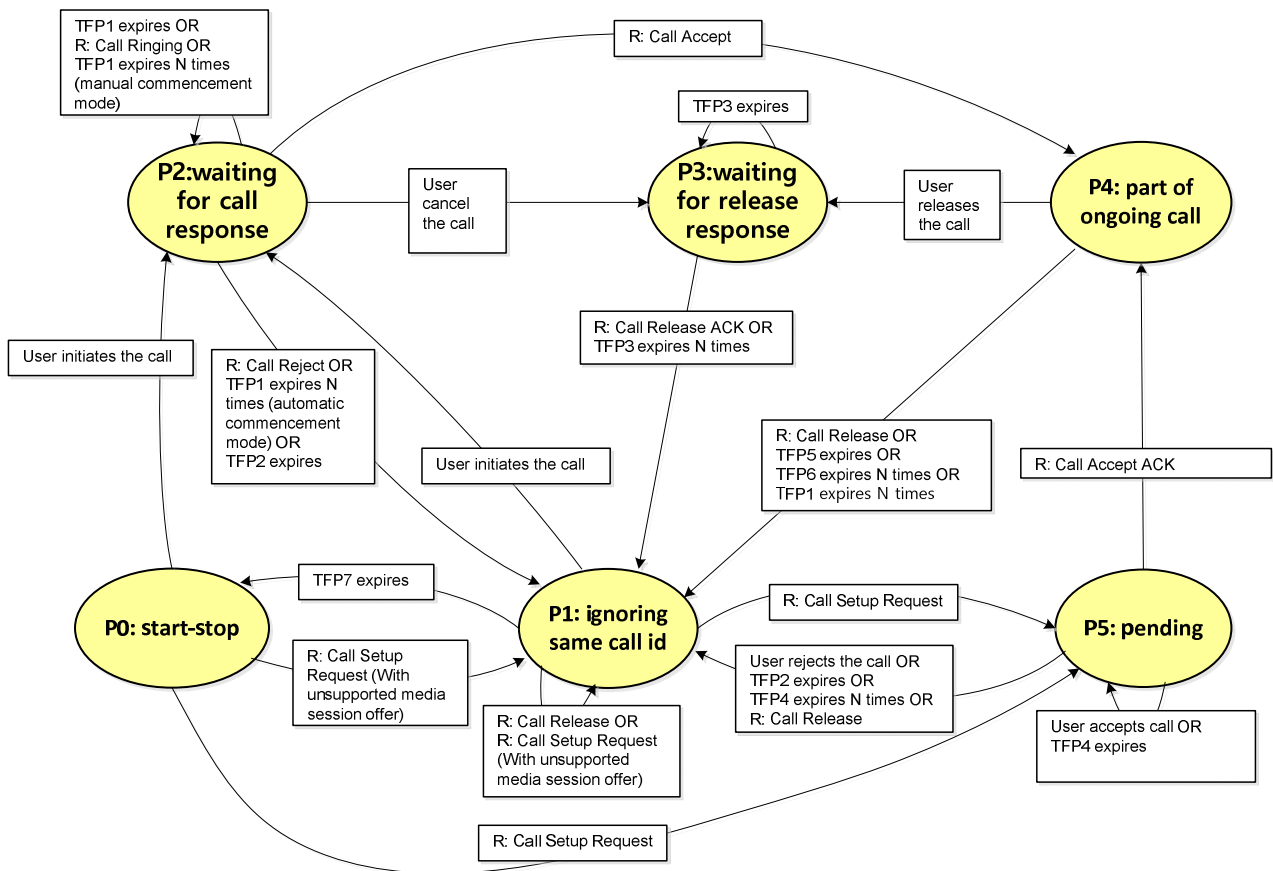 TFP1 expires OR
R: Call Ringing OR
TFP1 expires N times
(manual commencement
mode)
R: Call Accept
TFP3 expires
P2:waiting
for call
response
User
cancel
the call
P3:waiting
for release
response
User
releases
the call
P4: part of
ongoing call
User initiates the call
R: Call Reject OR
TFP1 expires N
times (automatic
commencement
mode) OR
TFP2 expires
R: Call Release ACK OR
TFP3 expires N times
User initiates the call
R: Call Release OR
TFP5 expires OR
TFP6 expires N times OR
TFP1 expires N times
R: Call Accept ACK
P0: start-stop
TFP7 expires
R: Call Setup
Request (With
unsupported media
session offer)
P1: ignoring
same call id
R: Call Setup Request
P5: pending
User rejects the call OR
TFP2 expires OR
TFP4 expires N times OR
R: Call Release
R: Call Release OR
R: Call Setup Request
(With unsupported
media session offer)
User accepts call OR
TFP4 expires
R: Call Setup Request